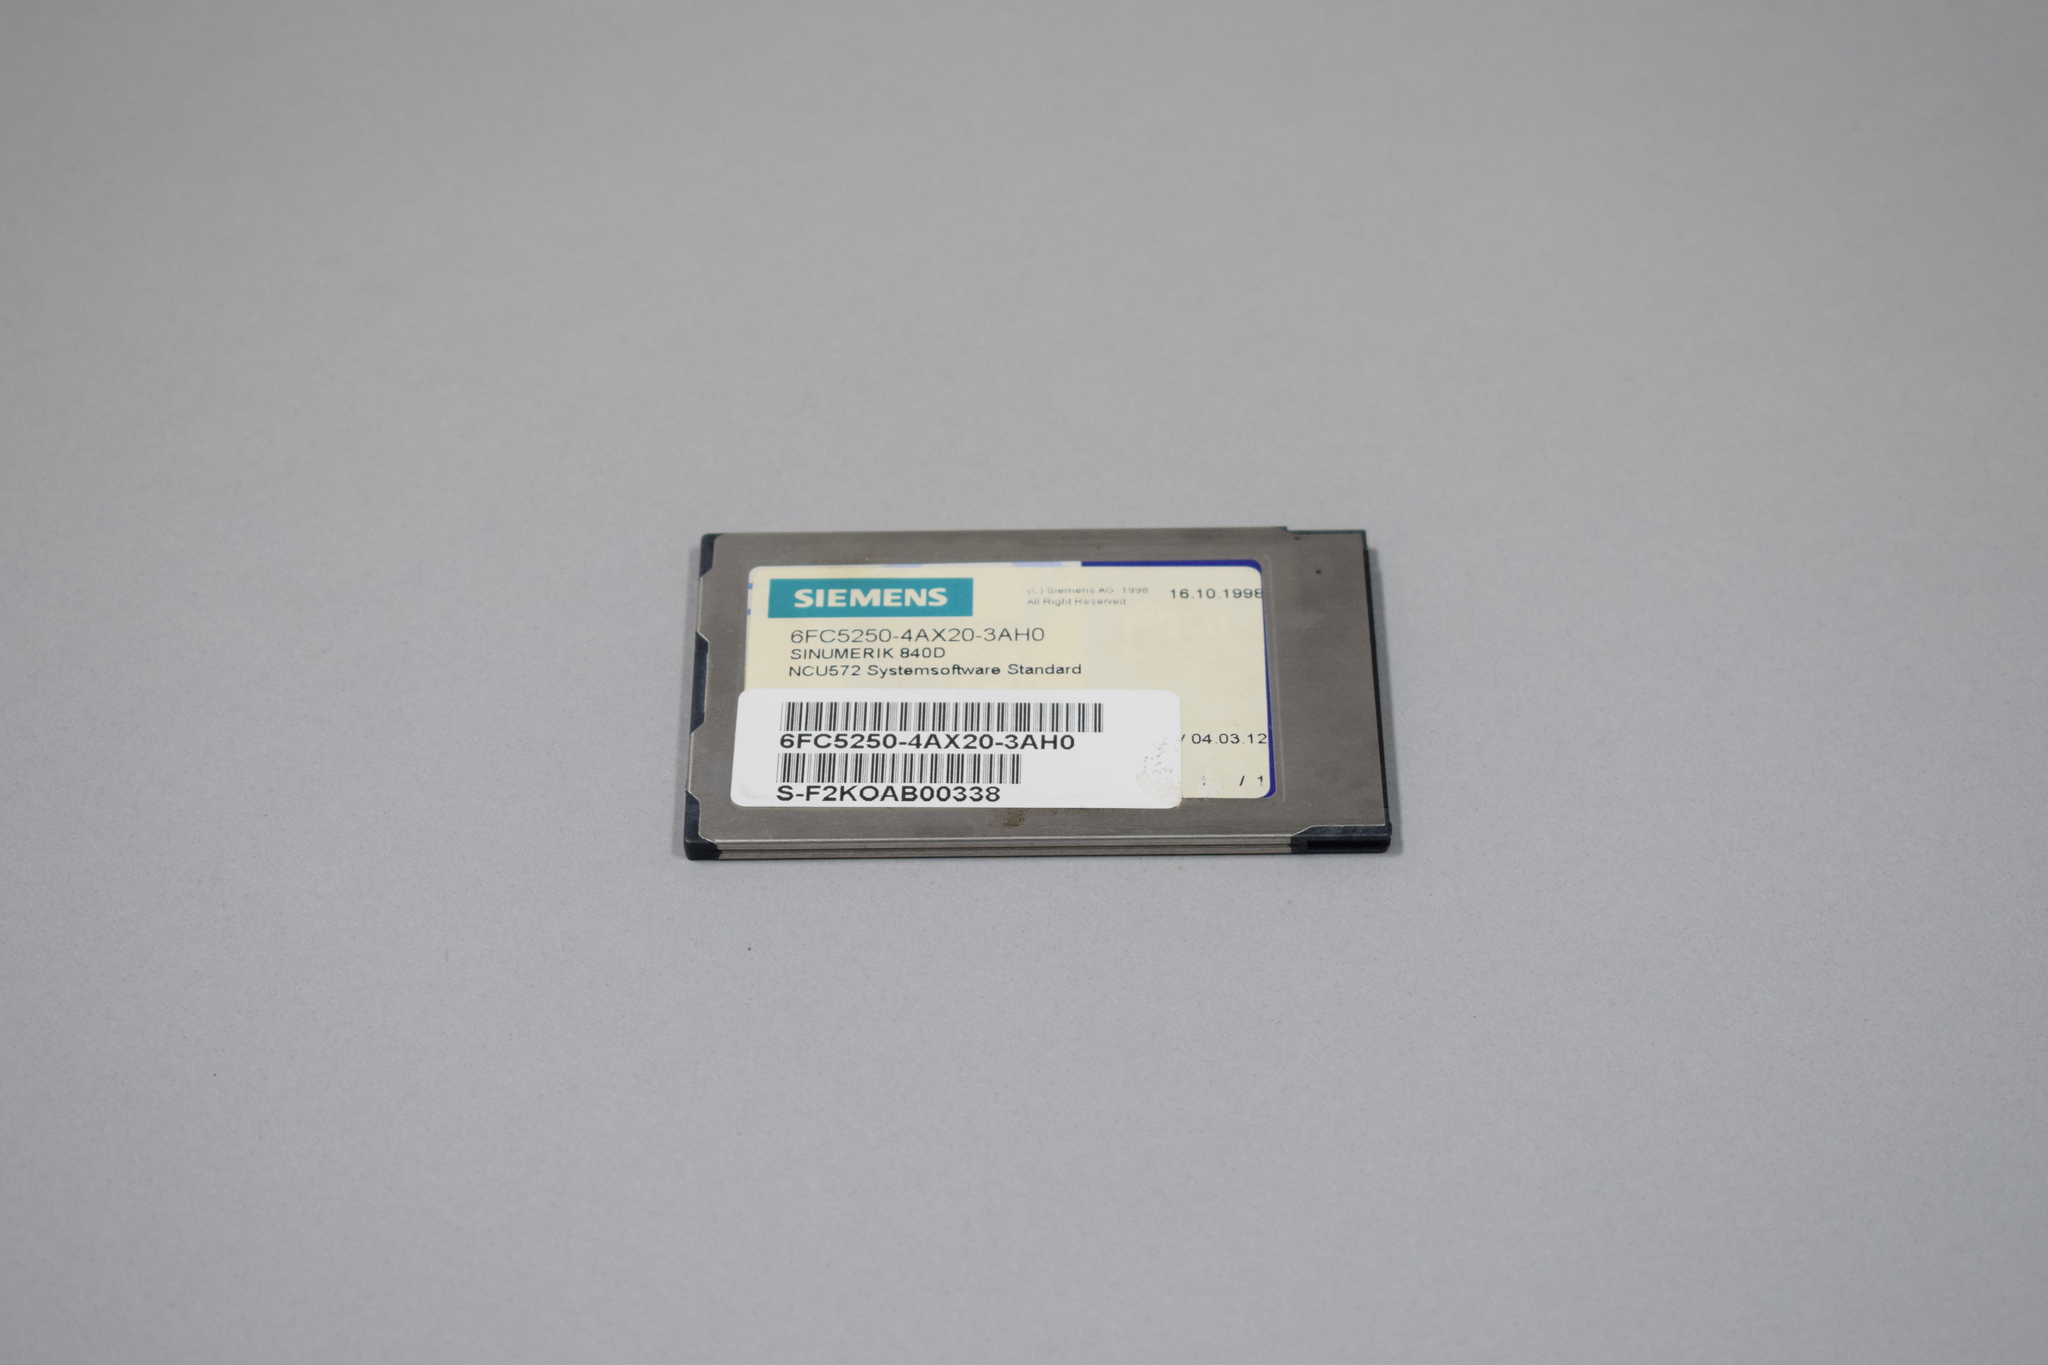 SIEMENS
(C) Siemens AG 1998
All Right Reserved
16.10.1998
6FC5250-4AX20-3AH0
SINUMERIK 840D
NCU572 Systemsoftware Standard
6FC5250-4AX20-3AH0
/ 04.03.12
S-F2KOAB00338
/ 1